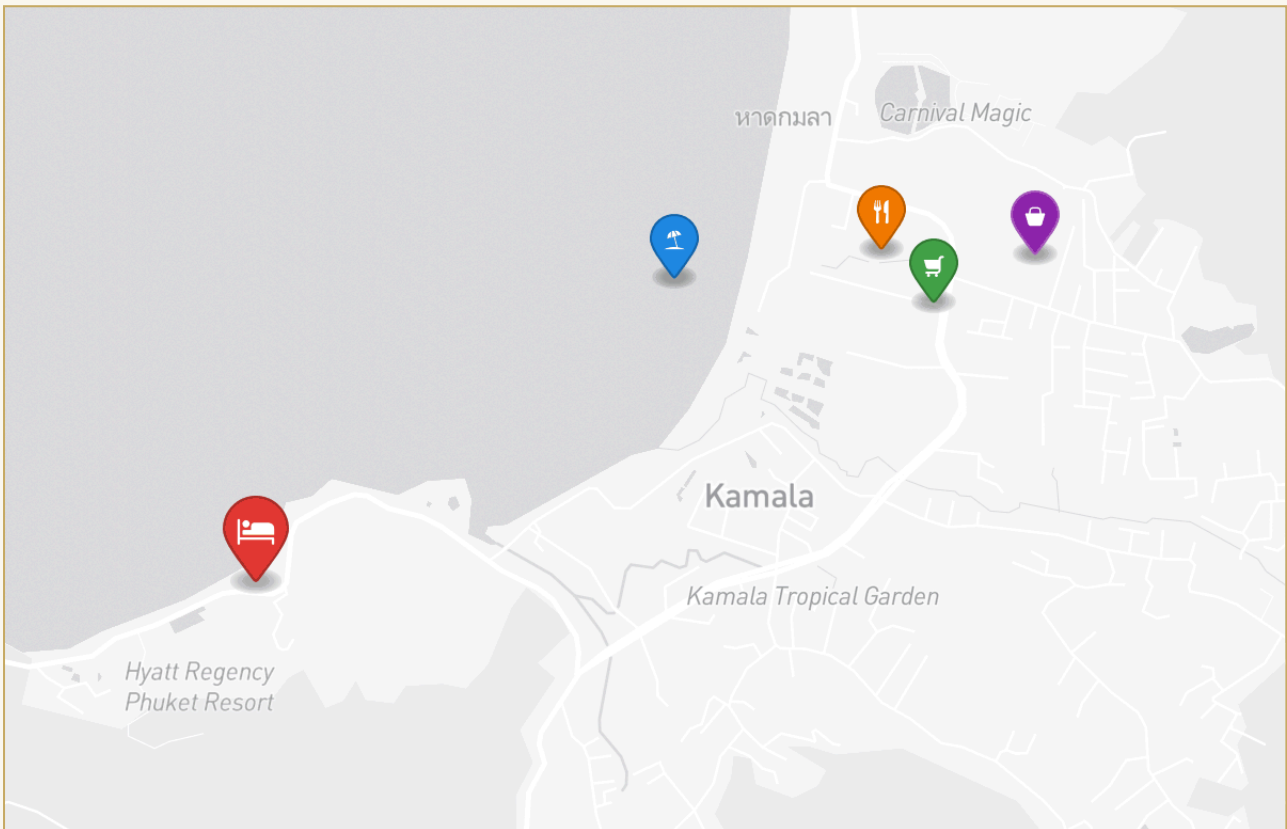 หาดกมลา
Carnival Magic
Kamala
Kamala Tropical Garden
Hyatt Regency
Phuket Resort